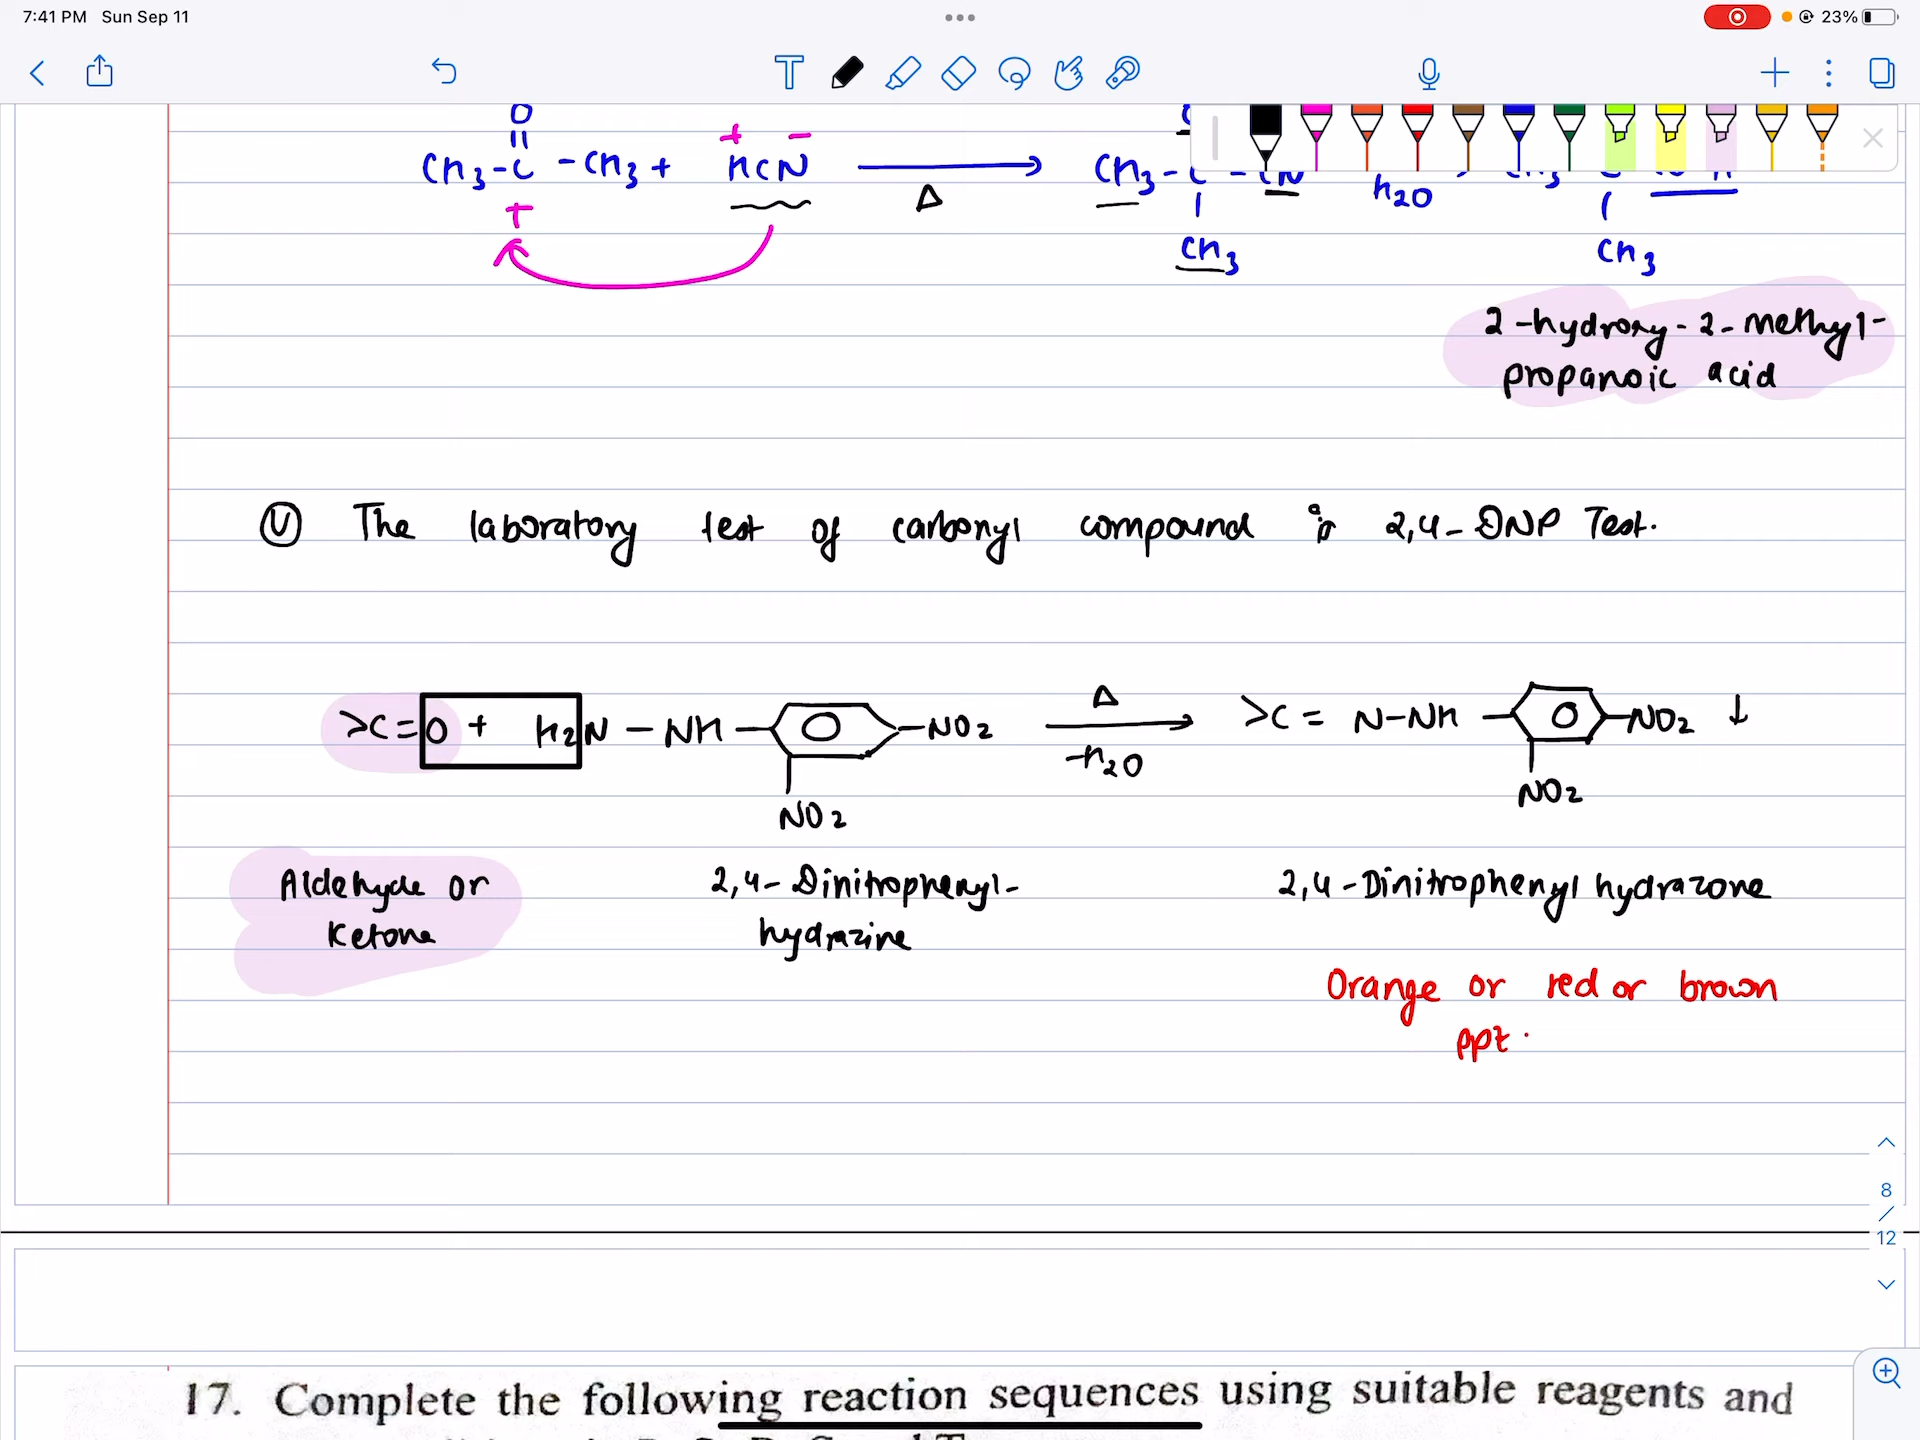 7:41 PM Sun Sep 11
23%
O
CH3-C-CH3 + HCN
+ -
Δ
CH3-C-CN
H2O
CH3
+
CH3
CH3
2-hydroxy-2-methyl-
propanoic acid
V The laboratory test of carbonyl compound is 2,4-DNP Test.
>C=O + H2N-NH NO2
Δ
-H2O
>C=N-NH NO2 ↓
NO2
NO2
Aldehyde or
Ketone
2,4-Dinitrophenyl-
hydrazine
2,4-Dinitrophenyl hydrazone
Orange or red or brown
ppt.
8
/
12
17. Complete the following reaction sequences using suitable reagents and